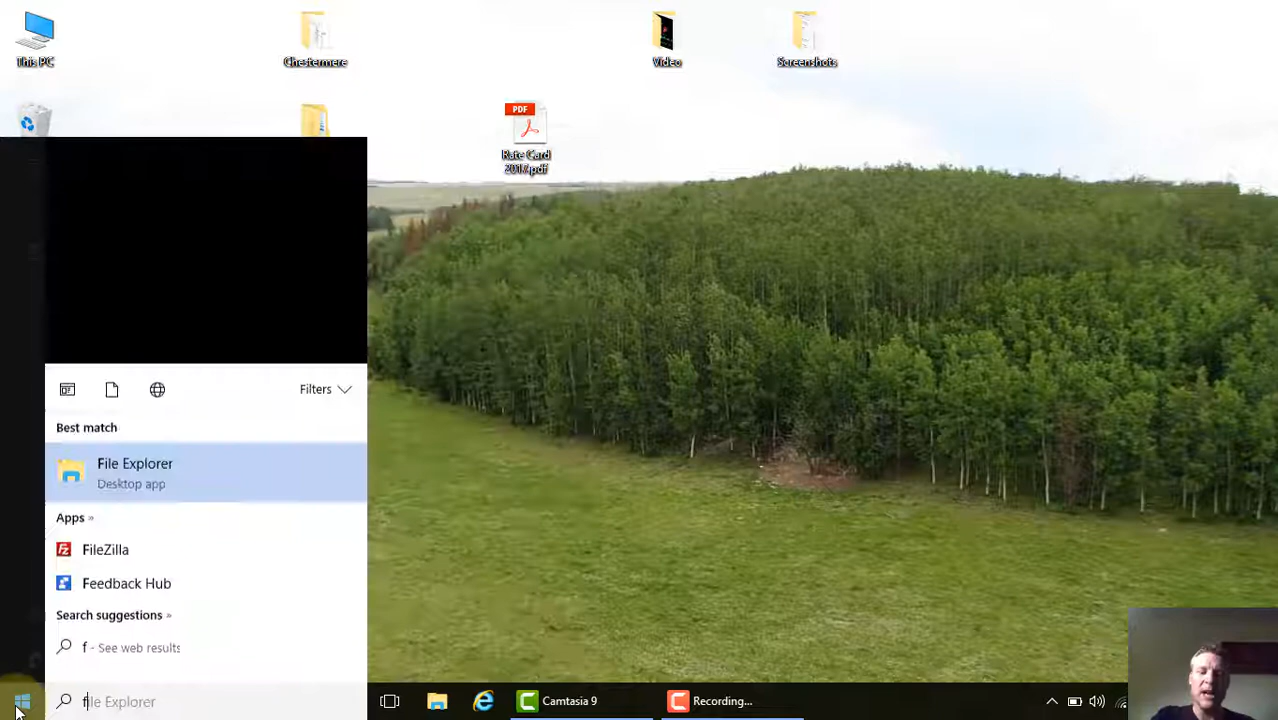 This PC
Chestermere
Video
Screenshots
PDF
Rate Card
2017.pdf
Filters
Best match
File Explorer
Desktop app
Apps »
FileZilla
Feedback Hub
Search suggestions »
f - See web results
file Explorer
Camtasia 9
Recording...